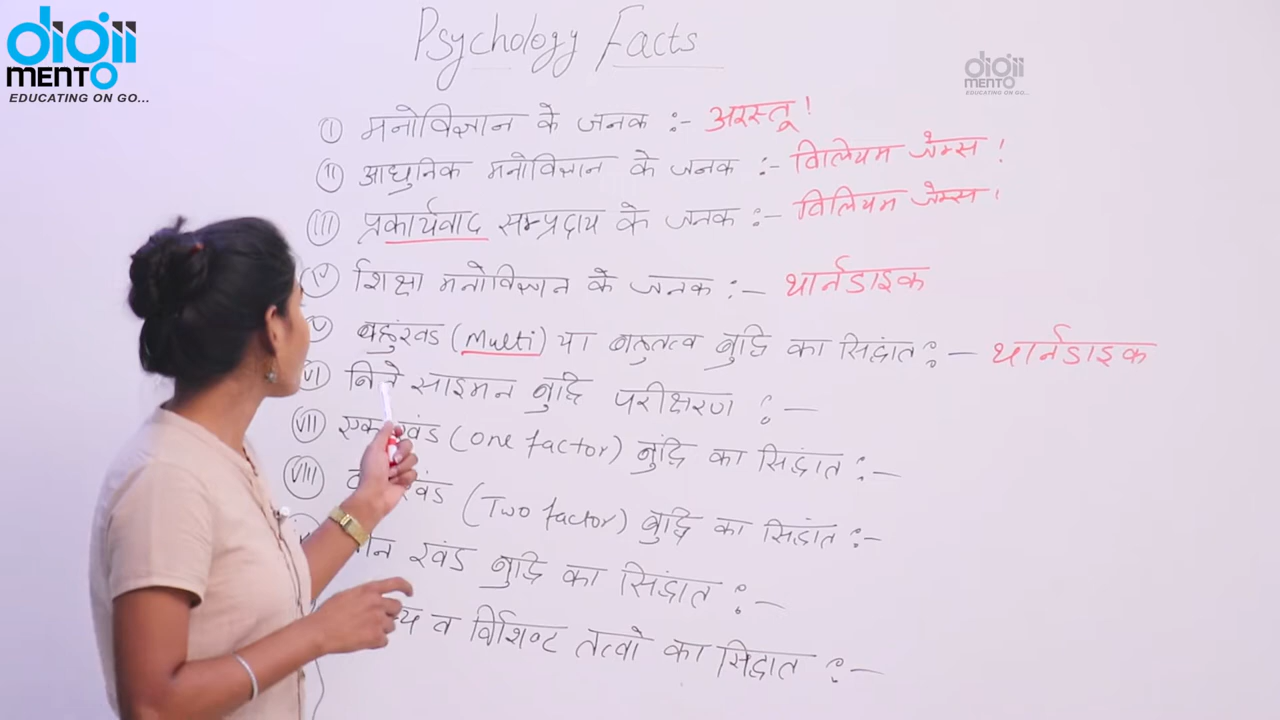 digii
MENTO
EDUCATING ON GO...
Psychology Facts
digii
MENTO
EDUCATING ON GO...
I मनोविज्ञान के जनक :- अरस्तू !
II आधुनिक मनोविज्ञान के जनक :- विलियम जेम्स !
III प्रकार्यवाद सम्प्रदाय के जनक :- विलियम जेम्स !
शिक्षा मनोविज्ञान के जनक :- थार्नडाइक
V बहुंखंड (Multi) या बहुतत्व बुद्धि का सिद्धांत :- थार्नडाइक
VI साइमन बुद्धि परीक्षण :-
VII एक खंड (One factor) बुद्धि का सिद्धांत :-
VIII खंड (Two factor) बुद्धि का सिद्धांत :-
खंड बुद्धि का सिद्धांत :-
व विशिष्ट तत्वो का सिद्धांत :-